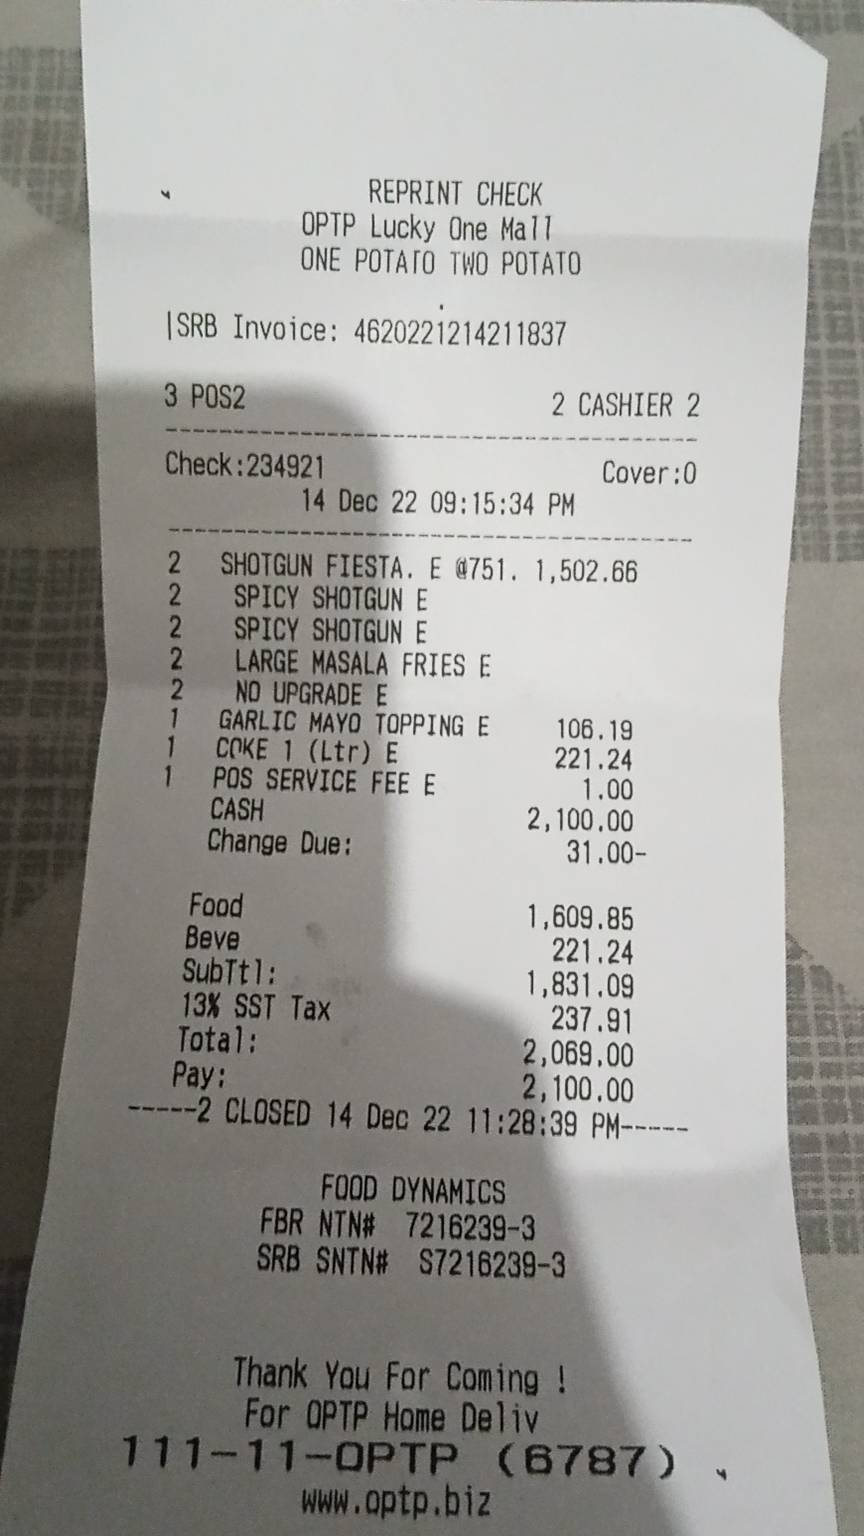 REPRINT CHECK
OPTP Lucky One Mall
ONE POTATO TWO POTATO
|SRB Invoice: 4620221214211837
3 POS2 2 CASHIER 2
--------------------------------------
Check:234921 Cover:0
14 Dec 22 09:15:34 PM
--------------------------------------
2 SHOTGUN FIESTA. E @751. 1,502.66
2 SPICY SHOTGUN E
2 SPICY SHOTGUN E
2 LARGE MASALA FRIES E
2 NO UPGRADE E
1 GARLIC MAYO TOPPING E 106.19
1 COKE 1 (Ltr) E 221.24
1 POS SERVICE FEE E 1.00
CASH 2,100.00
Change Due: 31.00-
Food 1,609.85
Beve 221.24
SubTtl: 1,831.09
13% SST Tax 237.91
Total: 2,069.00
Pay: 2,100.00
-----2 CLOSED 14 Dec 22 11:28:39 PM-----
FOOD DYNAMICS
FBR NTN# 7216239-3
SRB SNTN# S7216239-3
Thank You For Coming !
For OPTP Home Deliv
111-11-OPTP (6787)
www.optp.biz